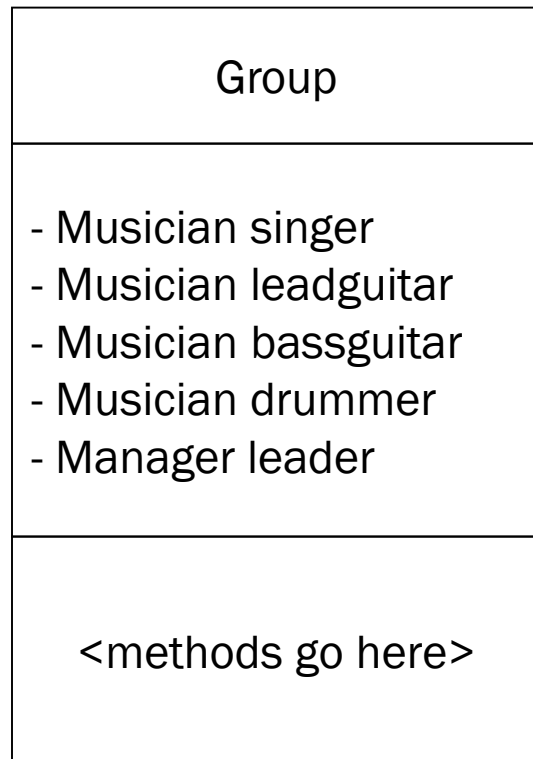 Group
- Musician singer
- Musician leadguitar
- Musician bassguitar
- Musician drummer
- Manager leader
<methods go here>